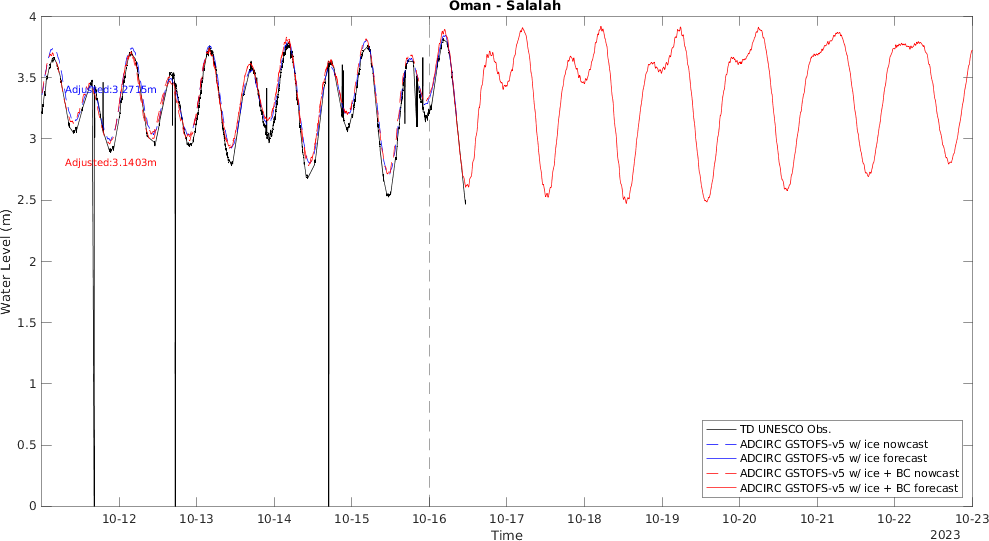 Oman - Salalah
4
3.5
3
2.5
2
1.5
1
0.5
0
Water Level (m)
Adjusted:3.2715m
Adjusted:3.1403m
TD UNESCO Obs.
ADCIRC GSTOFS-v5 w/ ice nowcast
ADCIRC GSTOFS-v5 w/ ice forecast
ADCIRC GSTOFS-v5 w/ ice + BC nowcast
ADCIRC GSTOFS-v5 w/ ice + BC forecast
10-12 10-13 10-14 10-15 10-16 10-17 10-18 10-19 10-20 10-21 10-22 10-23
Time
2023